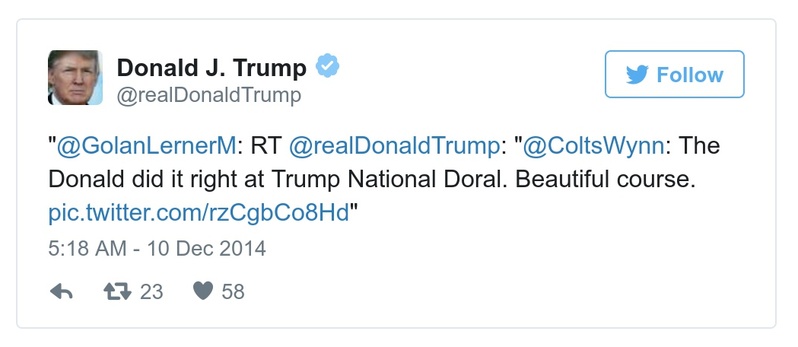 Donald J. Trump
@realDonaldTrump
Follow
"@GolanLernerM: RT @realDonaldTrump: "@ColtsWynn: The
Donald did it right at Trump National Doral. Beautiful course.
pic.twitter.com/rzCgbCo8Hd"
5:18 AM - 10 Dec 2014
23 58